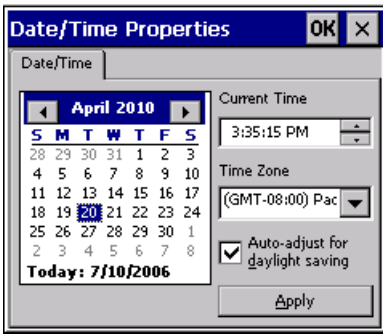 Date/Time Properties OK ×
Date/Time
April 2010
S M T W T F S
28 29 30 31 1 2 3
4 5 6 7 8 9 10
11 12 13 14 15 16 17
18 19 20 21 22 23 24
25 26 27 28 29 30 1
2 3 4 5 6 7 8
Today: 7/10/2006
Current Time
3:35:15 PM
Time Zone
(GMT-08:00) Pac
Auto-adjust for
daylight saving
Apply